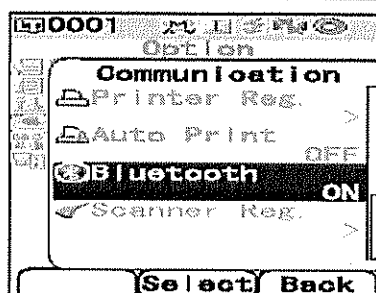 0001
Option
Communication
Printer Reg.
>
Auto Print
OFF
Bluetooth
ON
Scanner Reg.
>
Select Back